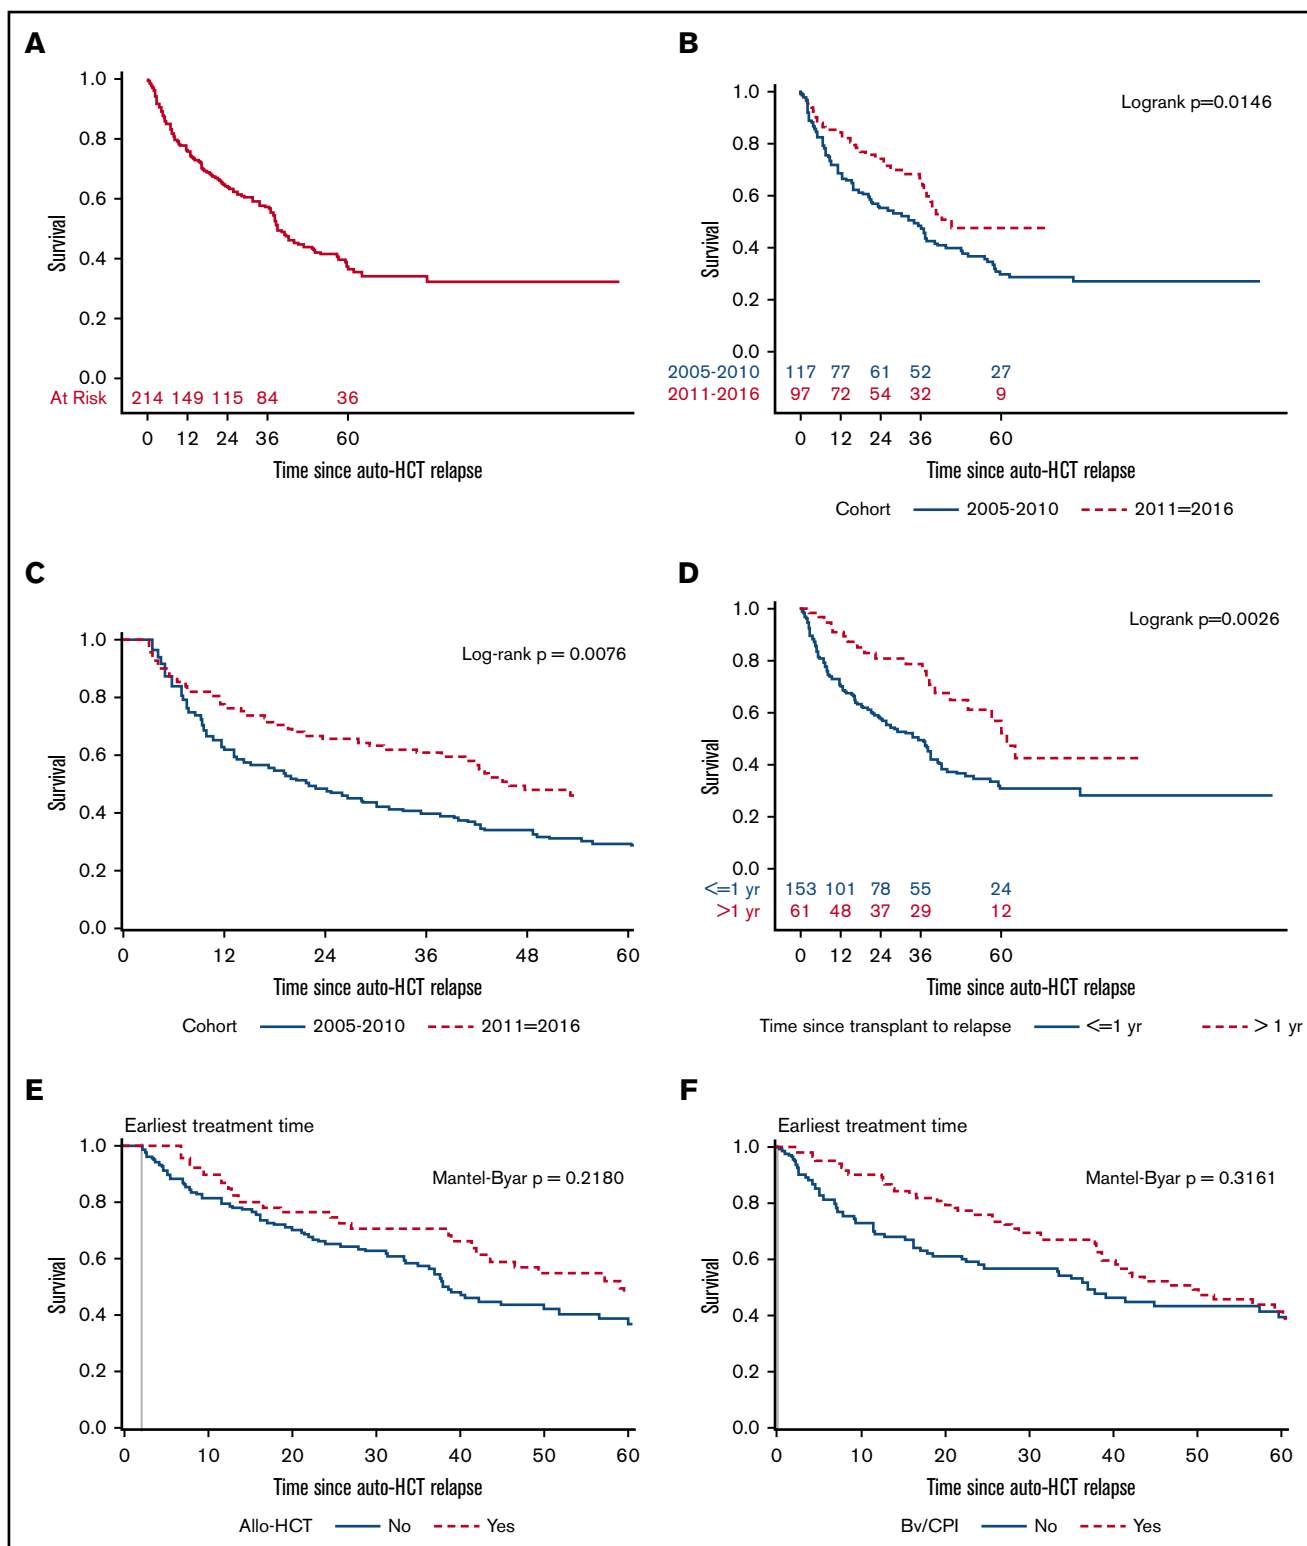 A
1.0
0.8
0.6
0.4
0.2
0.0
Survival
At Risk 214 149 115 84 36
0 12 24 36 60
Time since auto-HCT relapse
B
Logrank p=0.0146
1.0
0.8
0.6
0.4
0.2
0.0
Survival
2005-2010 117 77 61 52 27
2011-2016 97 72 54 32 9
0 12 24 36 60
Time since auto-HCT relapse
Cohort 2005-2010 2011=2016
C
Log-rank p = 0.0076
1.0
0.8
0.6
0.4
0.2
0.0
Survival
0 12 24 36 48 60
Time since auto-HCT relapse
Cohort 2005-2010 2011=2016
D
Logrank p=0.0026
1.0
0.8
0.6
0.4
0.2
0.0
Survival
<=1 yr 153 101 78 55 24
>1 yr 61 48 37 29 12
0 12 24 36 60
Time since auto-HCT relapse
Time since transplant to relapse <=1 yr > 1 yr
E
Earliest treatment time
Mantel-Byar p = 0.2180
1.0
0.8
0.6
0.4
0.2
0.0
Survival
0 10 20 30 40 50 60
Time since auto-HCT relapse
Allo-HCT No Yes
F
Earliest treatment time
Mantel-Byar p = 0.3161
1.0
0.8
0.6
0.4
0.2
0.0
Survival
0 10 20 30 40 50 60
Time since auto-HCT relapse
Bv/CPI No Yes